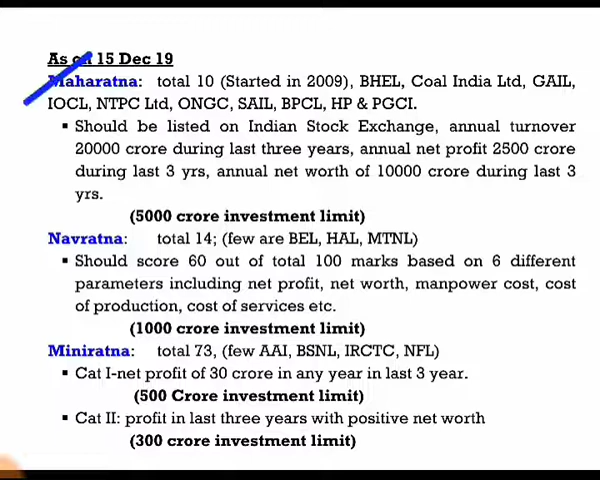 As on 15 Dec 19
Maharatna: total 10 (Started in 2009), BHEL, Coal India Ltd, GAIL,
IOCL, NTPC Ltd, ONGC, SAIL, BPCL, HP & PGCI.
▪ Should be listed on Indian Stock Exchange, annual turnover
20000 crore during last three years, annual net profit 2500 crore
during last 3 yrs, annual net worth of 10000 crore during last 3
yrs.
(5000 crore investment limit)
Navratna: total 14; (few are BEL, HAL, MTNL)
▪ Should score 60 out of total 100 marks based on 6 different
parameters including net profit, net worth, manpower cost, cost
of production, cost of services etc.
(1000 crore investment limit)
Miniratna: total 73, (few AAI, BSNL, IRCTC, NFL)
▪ Cat I-net profit of 30 crore in any year in last 3 year.
(500 Crore investment limit)
▪ Cat II: profit in last three years with positive net worth
(300 crore investment limit)